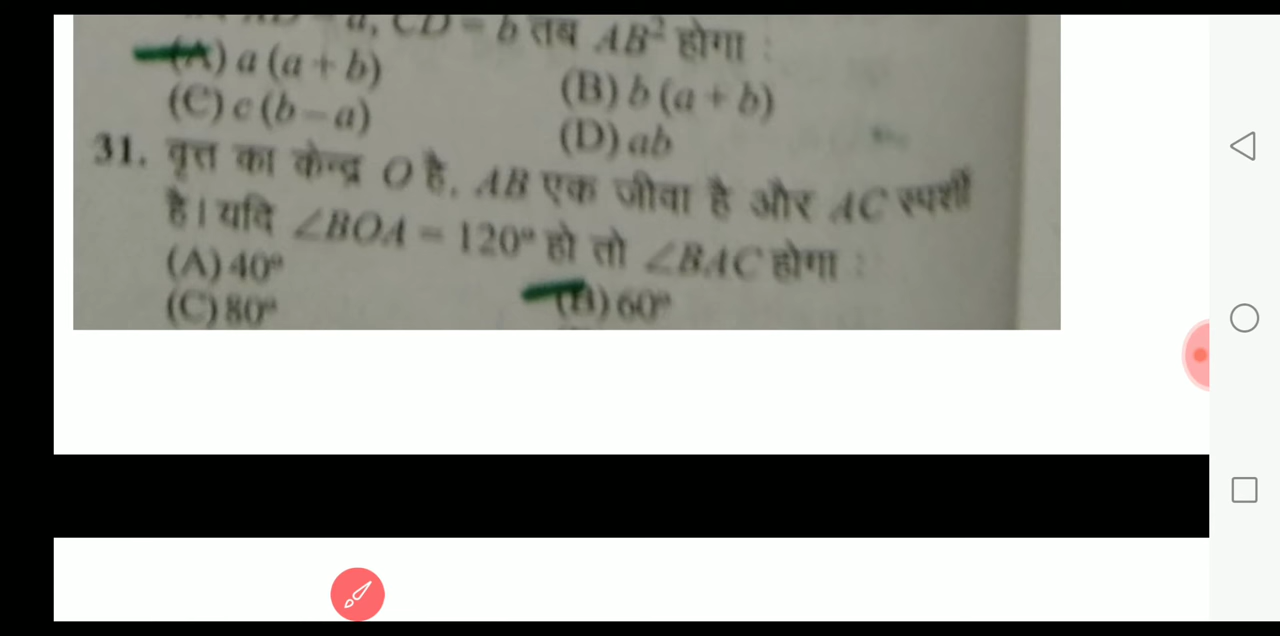 a, CD = b तब AB² होगा :
(A) a (a + b)
(B) b (a + b)
(C) c (b – a)
(D) ab
31. वृत्त का केन्द्र O है, AB एक जीवा है और AC स्पर्शी
है। यदि ∠BOA = 120° हो तो ∠BAC होगा :
(A) 40°
(B) 60°
(C) 80°